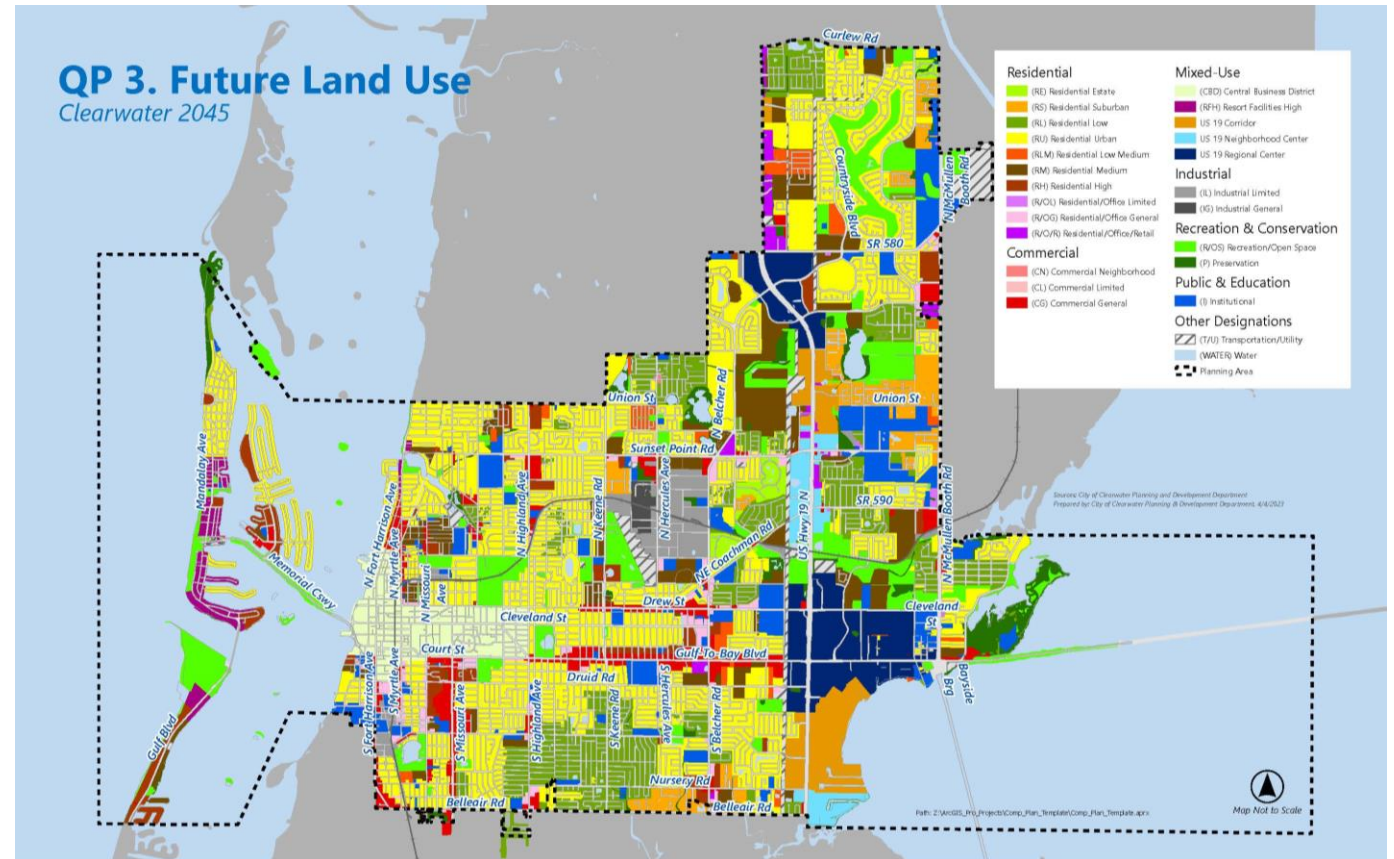 QP 3. Future Land Use
Clearwater 2045
Residential
(RE) Residential Estate
(RS) Residential Suburban
(RL) Residential Low
(RU) Residential Urban
(RLM) Residential Low Medium
(RM) Residential Medium
(RH) Residential High
(R/OL) Residential/Office Limited
(R/OG) Residential/Office General
(R/O/R) Residential/Office/Retail
Commercial
(CN) Commercial Neighborhood
(CL) Commercial Limited
(CG) Commercial General
Mixed-Use
(CBD) Central Business District
(RFH) Resort Facilities High
US 19 Corridor
US 19 Neighborhood Center
US 19 Regional Center
Industrial
(IL) Industrial Limited
(IG) Industrial General
Recreation & Conservation
(R/OS) Recreation/Open Space
(P) Preservation
Public & Education
(I) Institutional
Other Designations
(T/U) Transportation/Utility
(WATER) Water
Planning Area
Curlew Rd
Countryside Blvd
N McMullen
Booth Rd
SR 580
Union St
N Belcher Rd
Union St
Sunset Point Rd
Mandalay Ave
N Fort Harrison Ave
N Myrtle Ave
N Missouri
Ave
N Highland Ave
N Keene Rd
N Hercules Ave
NE Coachman Rd
US Hwy 19 N
SR 590
N McMullen Booth Rd
Memorial Cswy
Drew St
Cleveland St
Cleveland
St
Court St
Gulf-To-Bay Blvd
Druid Rd
Bayside
Brg
Gulf Blvd
S Fort Harrison Ave
S Myrtle Ave
S Missouri Ave
S Highland Ave
S Keene Rd
S Hercules Ave
S Belcher Rd
Nursery Rd
Belleair Rd
Belleair Rd
Sources: City of Clearwater Planning and Development Department
Prepared by: City of Clearwater Planning & Development Department, 4/4/2023
Path: Z:\ArcGIS_Pro_Projects\Comp_Plan_Template\Comp_Plan_Template.aprx
Map Not to Scale